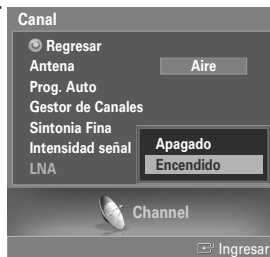 Canal
Regresar
Antena Aire
Prog. Auto
Gestor de Canales
Sintonia Fina
Intensidad señal Apagado
LNA Encendido
Channel
Ingresar